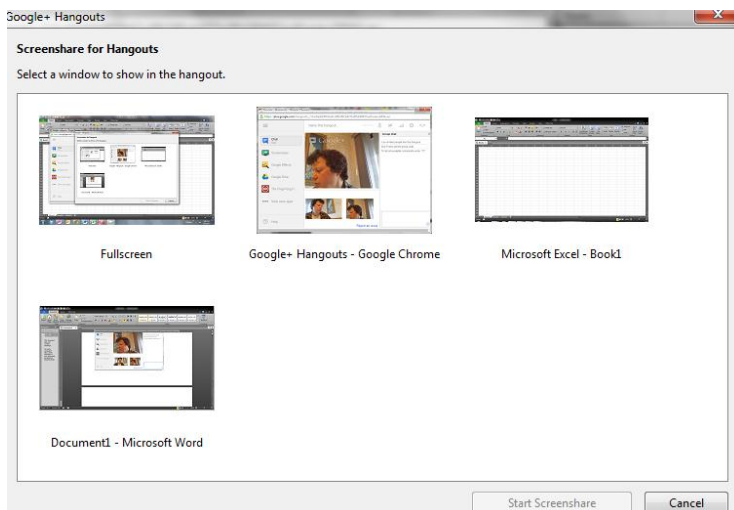 Google+ Hangouts
Screenshare for Hangouts
Select a window to show in the hangout.
Fullscreen
Google+ Hangouts - Google Chrome
Microsoft Excel - Book1
Document1 - Microsoft Word
Start Screenshare
Cancel